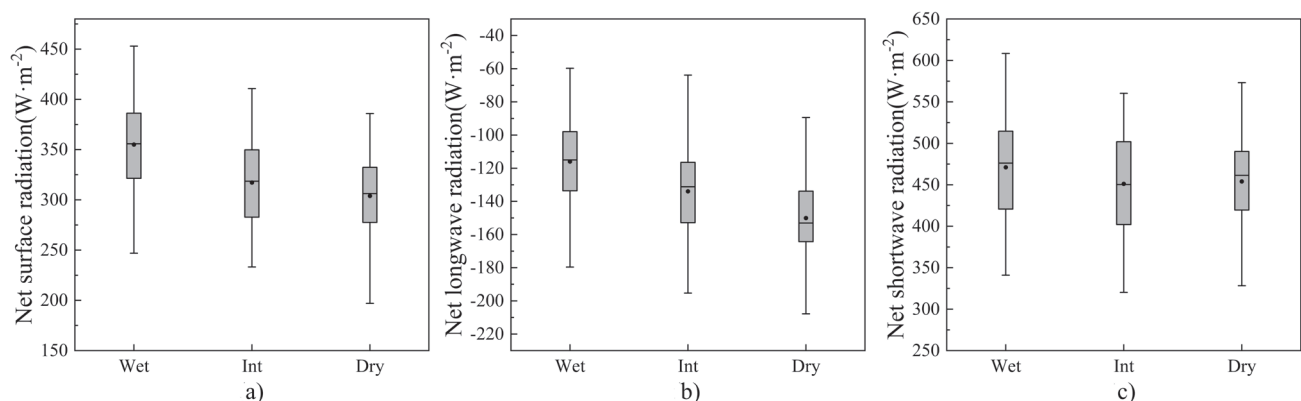 Net surface radiation(W·m⁻²)
450
400
350
300
250
200
150
Wet Int Dry
a)
Net longwave radiation(W·m⁻²)
-40
-60
-80
-100
-120
-140
-160
-180
-200
-220
Wet Int Dry
b)
Net shortwave radiation(W·m⁻²)
650
600
550
500
450
400
350
300
250
Wet Int Dry
c)